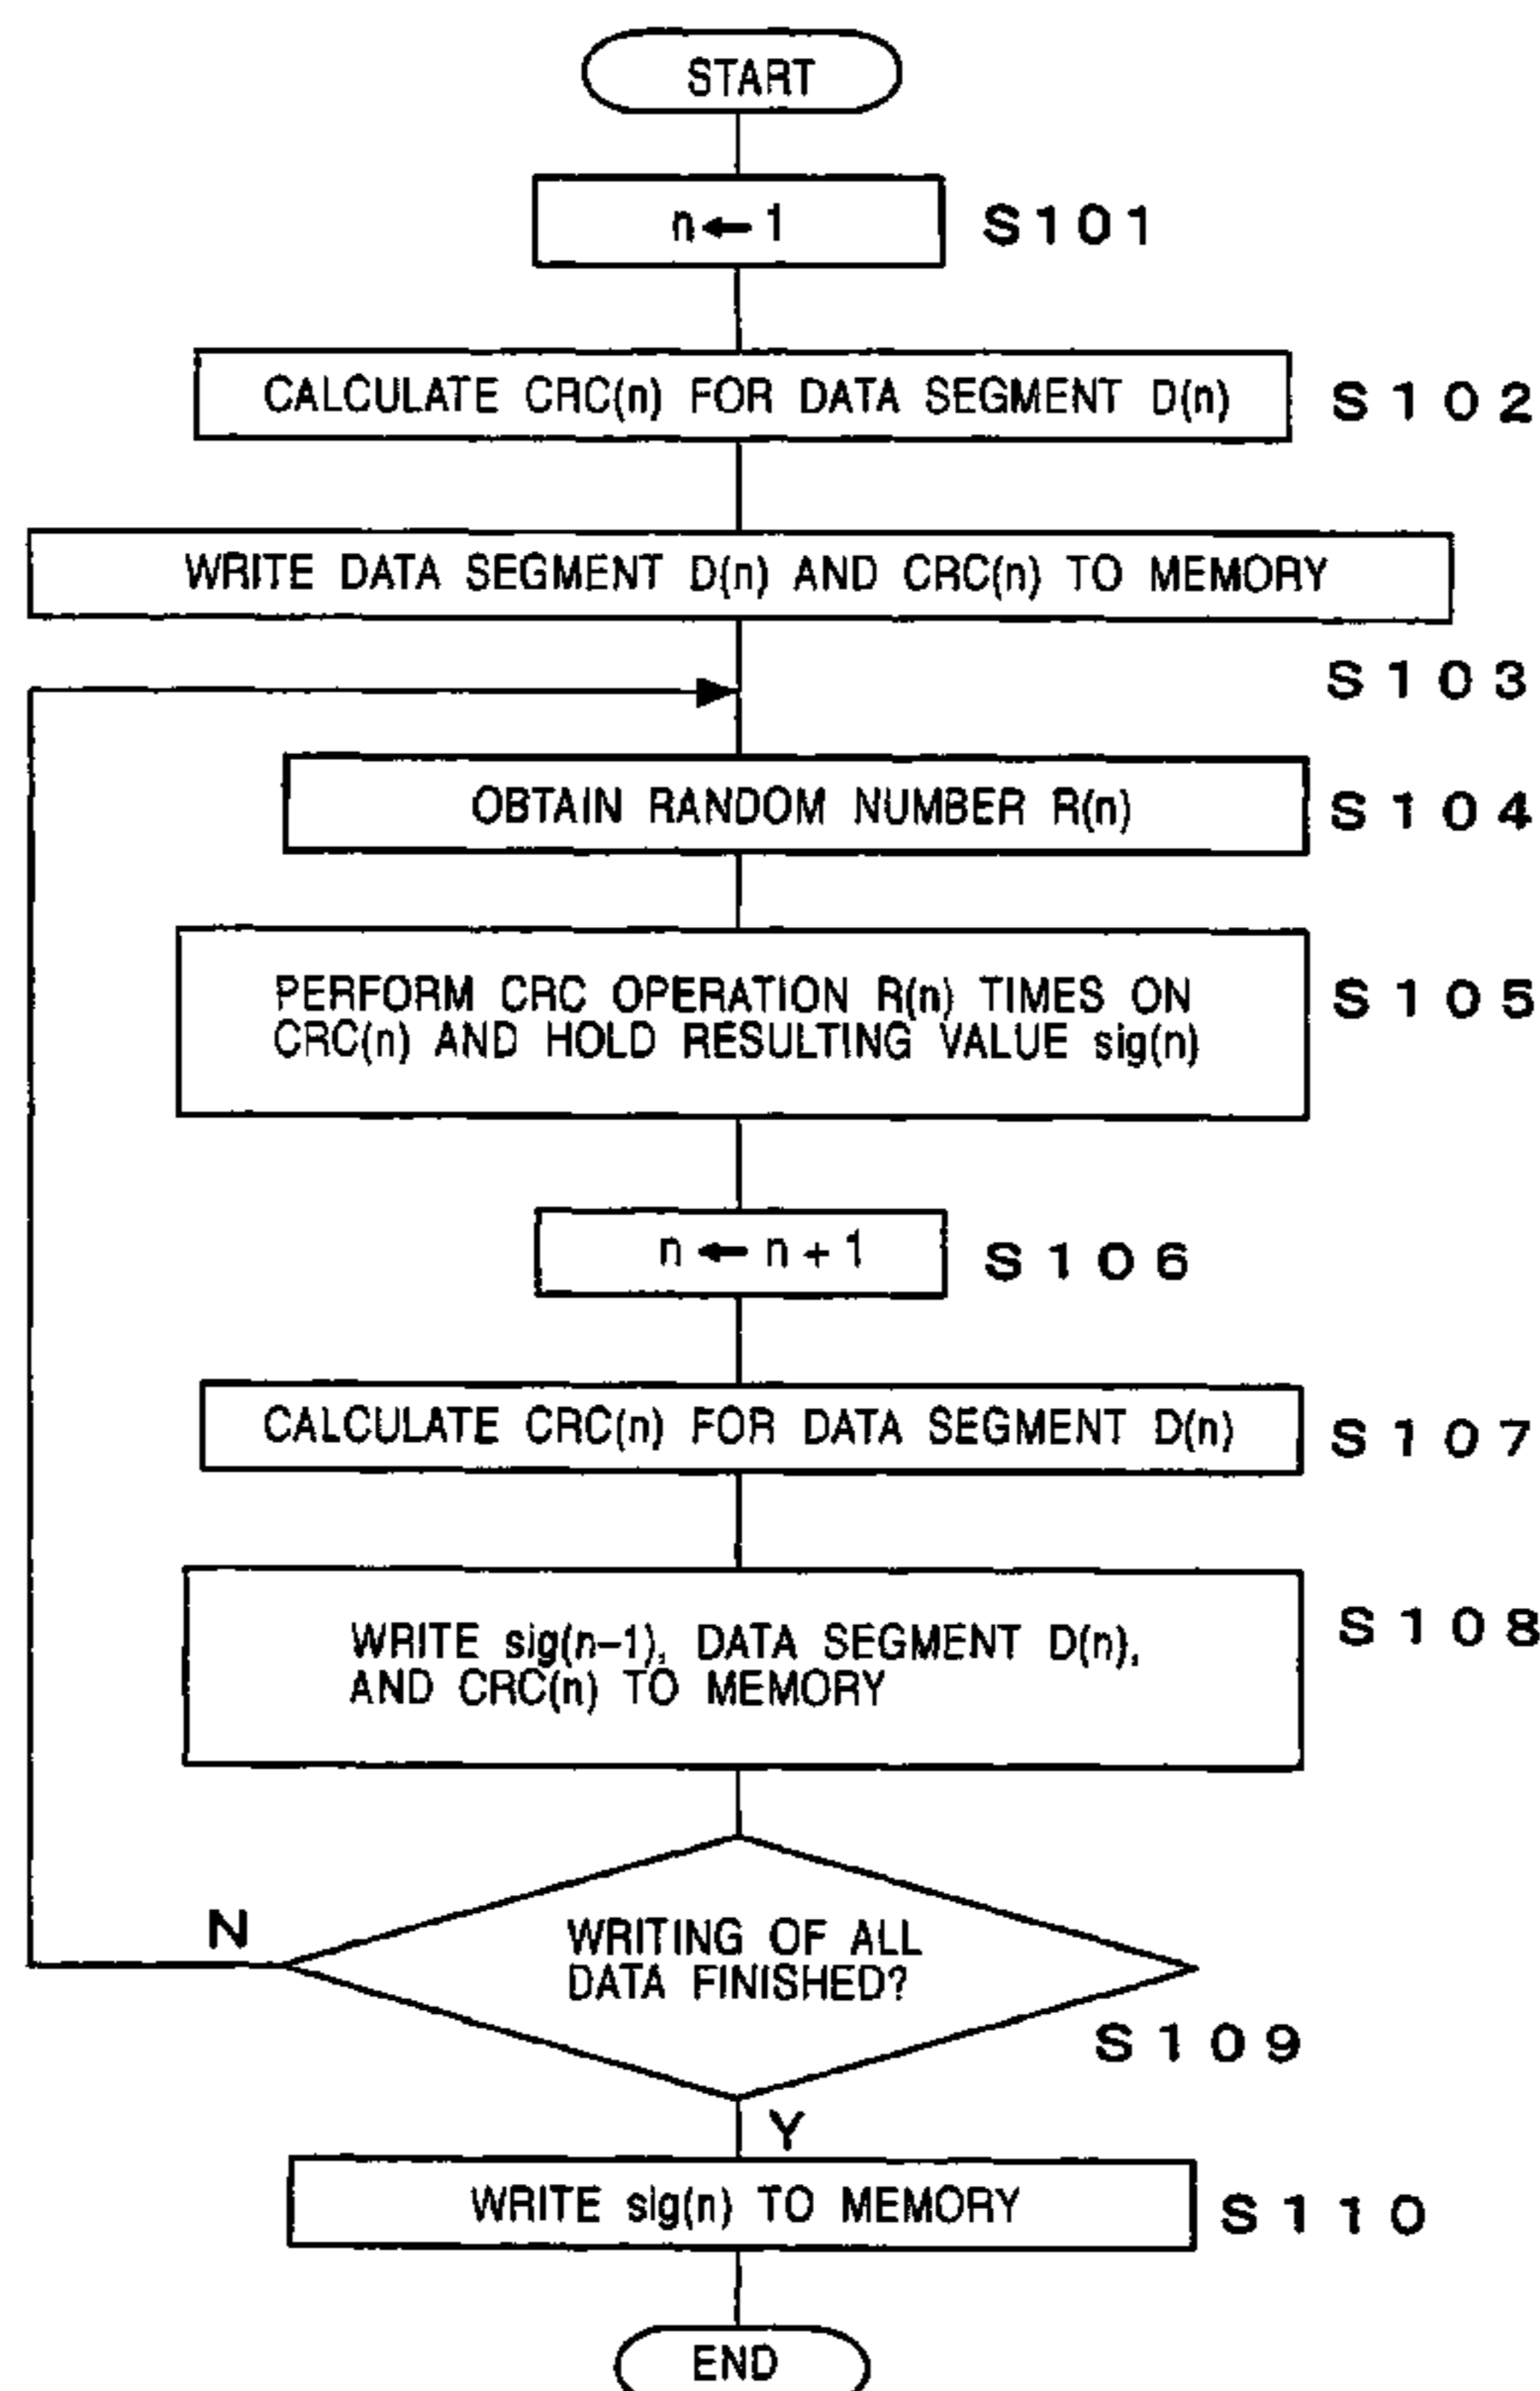 START
n ← 1 S101
CALCULATE CRC(n) FOR DATA SEGMENT D(n) S102
WRITE DATA SEGMENT D(n) AND CRC(n) TO MEMORY
S103
OBTAIN RANDOM NUMBER R(n) S104
PERFORM CRC OPERATION R(n) TIMES ON S105
CRC(n) AND HOLD RESULTING VALUE sig(n)
n ← n + 1 S106
CALCULATE CRC(n) FOR DATA SEGMENT D(n) S107
WRITE sig(n–1), DATA SEGMENT D(n), S108
AND CRC(n) TO MEMORY
N
WRITING OF ALL
DATA FINISHED?
S109
Y
WRITE sig(n) TO MEMORY S110
END